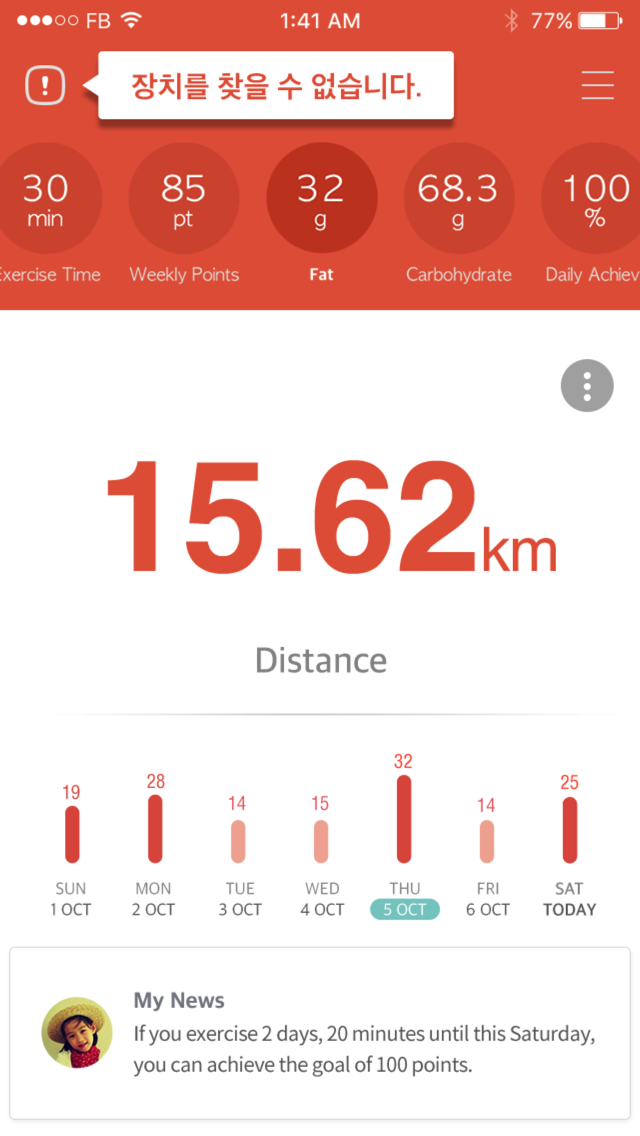 FB 1:41 AM 77%
장치를 찾을 수 없습니다.
30 85 32 68.3 100
min pt g g %
Exercise Time Weekly Points Fat Carbohydrate Daily Achiev
15.62km
Distance
19 28 14 15 32 14 25
SUN MON TUE WED THU FRI SAT
1 OCT 2 OCT 3 OCT 4 OCT 5 OCT 6 OCT TODAY
My News
If you exercise 2 days, 20 minutes until this Saturday,
you can achieve the goal of 100 points.